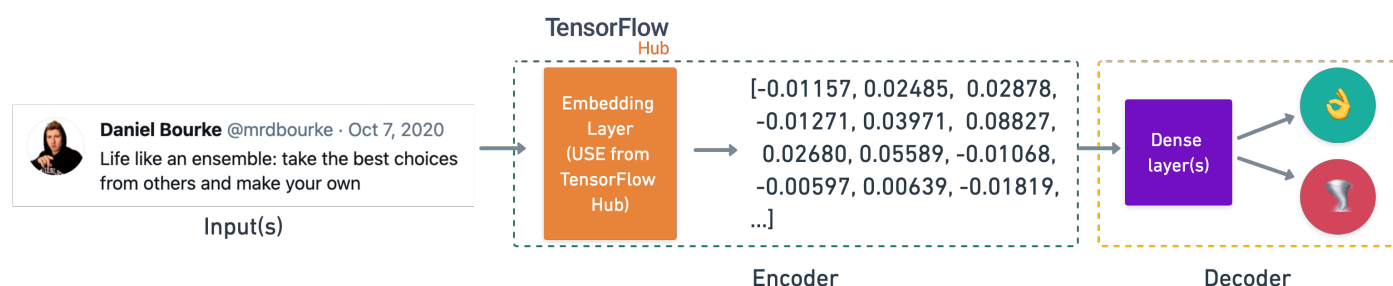 TensorFlow
Hub
Daniel Bourke @mrdbourke · Oct 7, 2020
Life like an ensemble: take the best choices
from others and make your own
Input(s)
Embedding
Layer
(USE from
TensorFlow
Hub)
[-0.01157, 0.02485, 0.02878,
-0.01271, 0.03971, 0.08827,
0.02680, 0.05589, -0.01068,
-0.00597, 0.00639, -0.01819,
...]
Encoder
Dense
layer(s)
Decoder